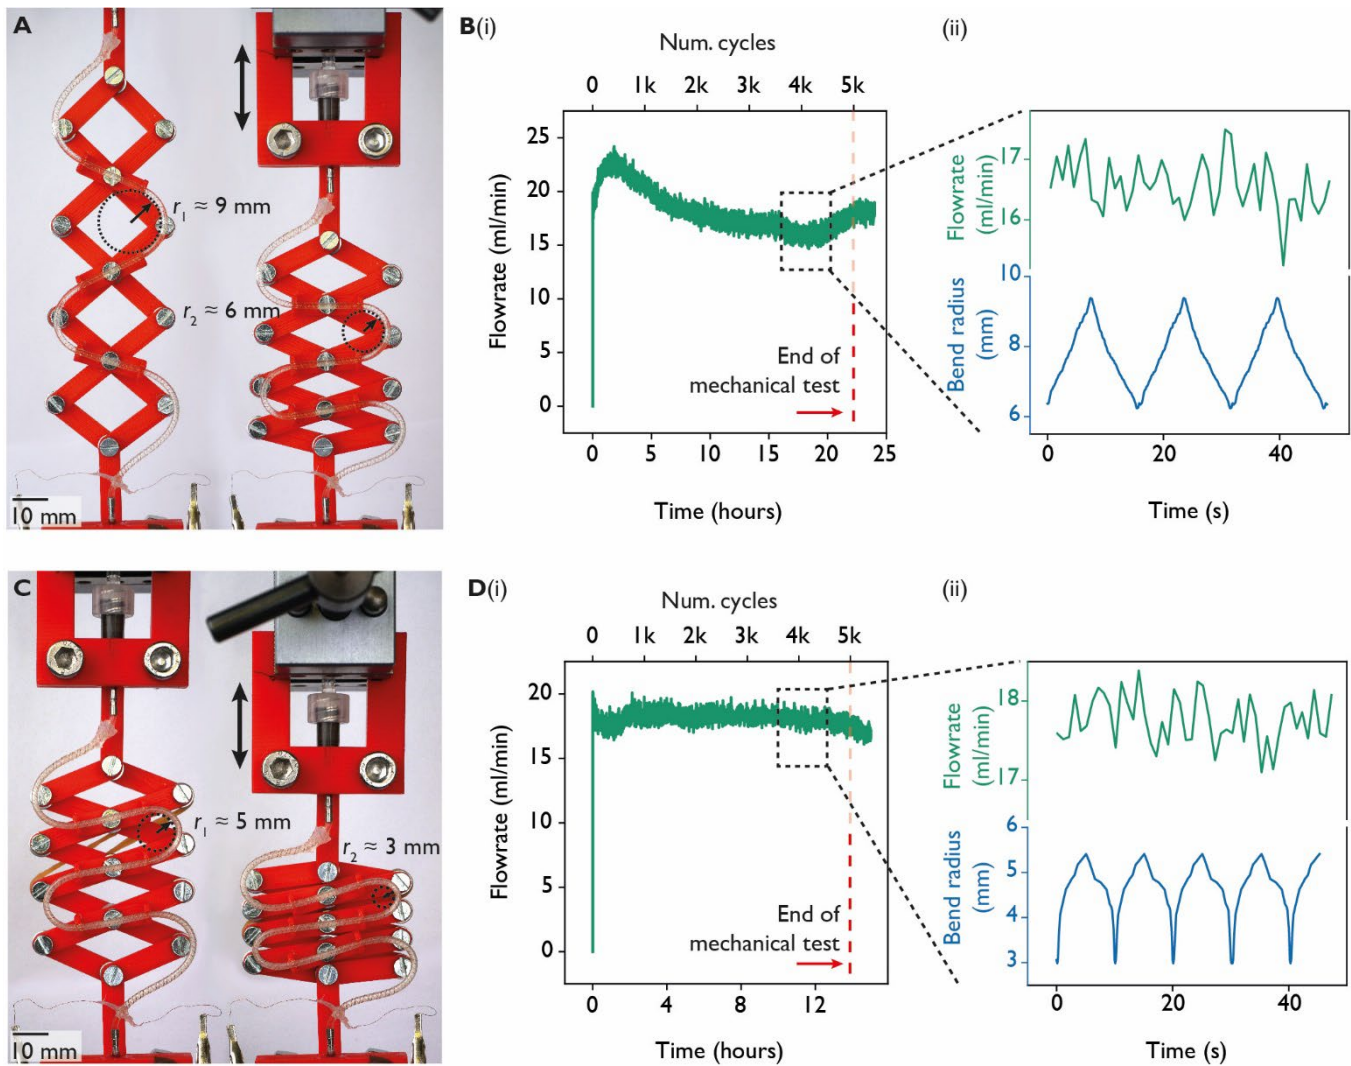 A
r₁ ≈ 9 mm
r₂ ≈ 6 mm
10 mm
B(i)
Num. cycles
0 1k 2k 3k 4k 5k
25
20
15
10
5
0
Flowrate (ml/min)
End of
mechanical test
0 5 10 15 20 25
Time (hours)
(ii)
17
16
Flowrate
(ml/min)
10
8
6
Bend radius
(mm)
0 20 40
Time (s)
C
r₁ ≈ 5 mm
r₂ ≈ 3 mm
10 mm
D(i)
Num. cycles
0 1k 2k 3k 4k 5k
20
15
10
5
0
Flowrate (ml/min)
End of
mechanical test
0 4 8 12
Time (hours)
(ii)
18
17
Flowrate
(ml/min)
6
5
4
3
Bend radius
(mm)
0 20 40
Time (s)